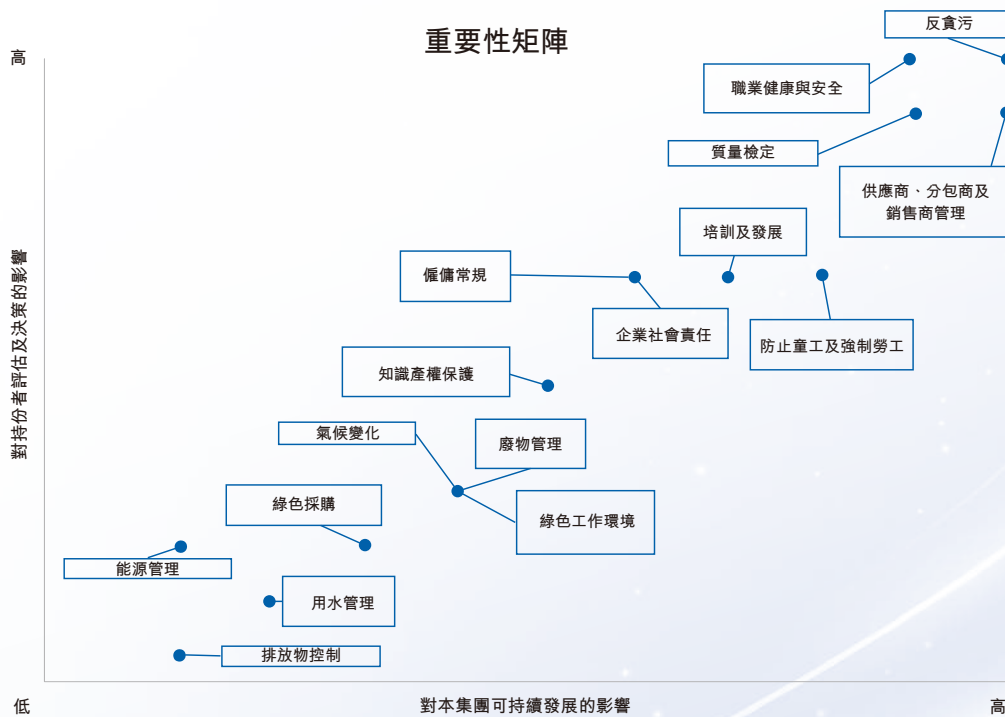 重要性矩陣
高
反貪污
職業健康與安全
質量檢定
供應商、分包商及
銷售商管理
培訓及發展
僱傭常規
企業社會責任
防止童工及強制勞工
知識產權保護
氣候變化
廢物管理
綠色採購
綠色工作環境
能源管理
用水管理
排放物控制
對持份者評估及決策的影響
低
對本集團可持續發展的影響
高